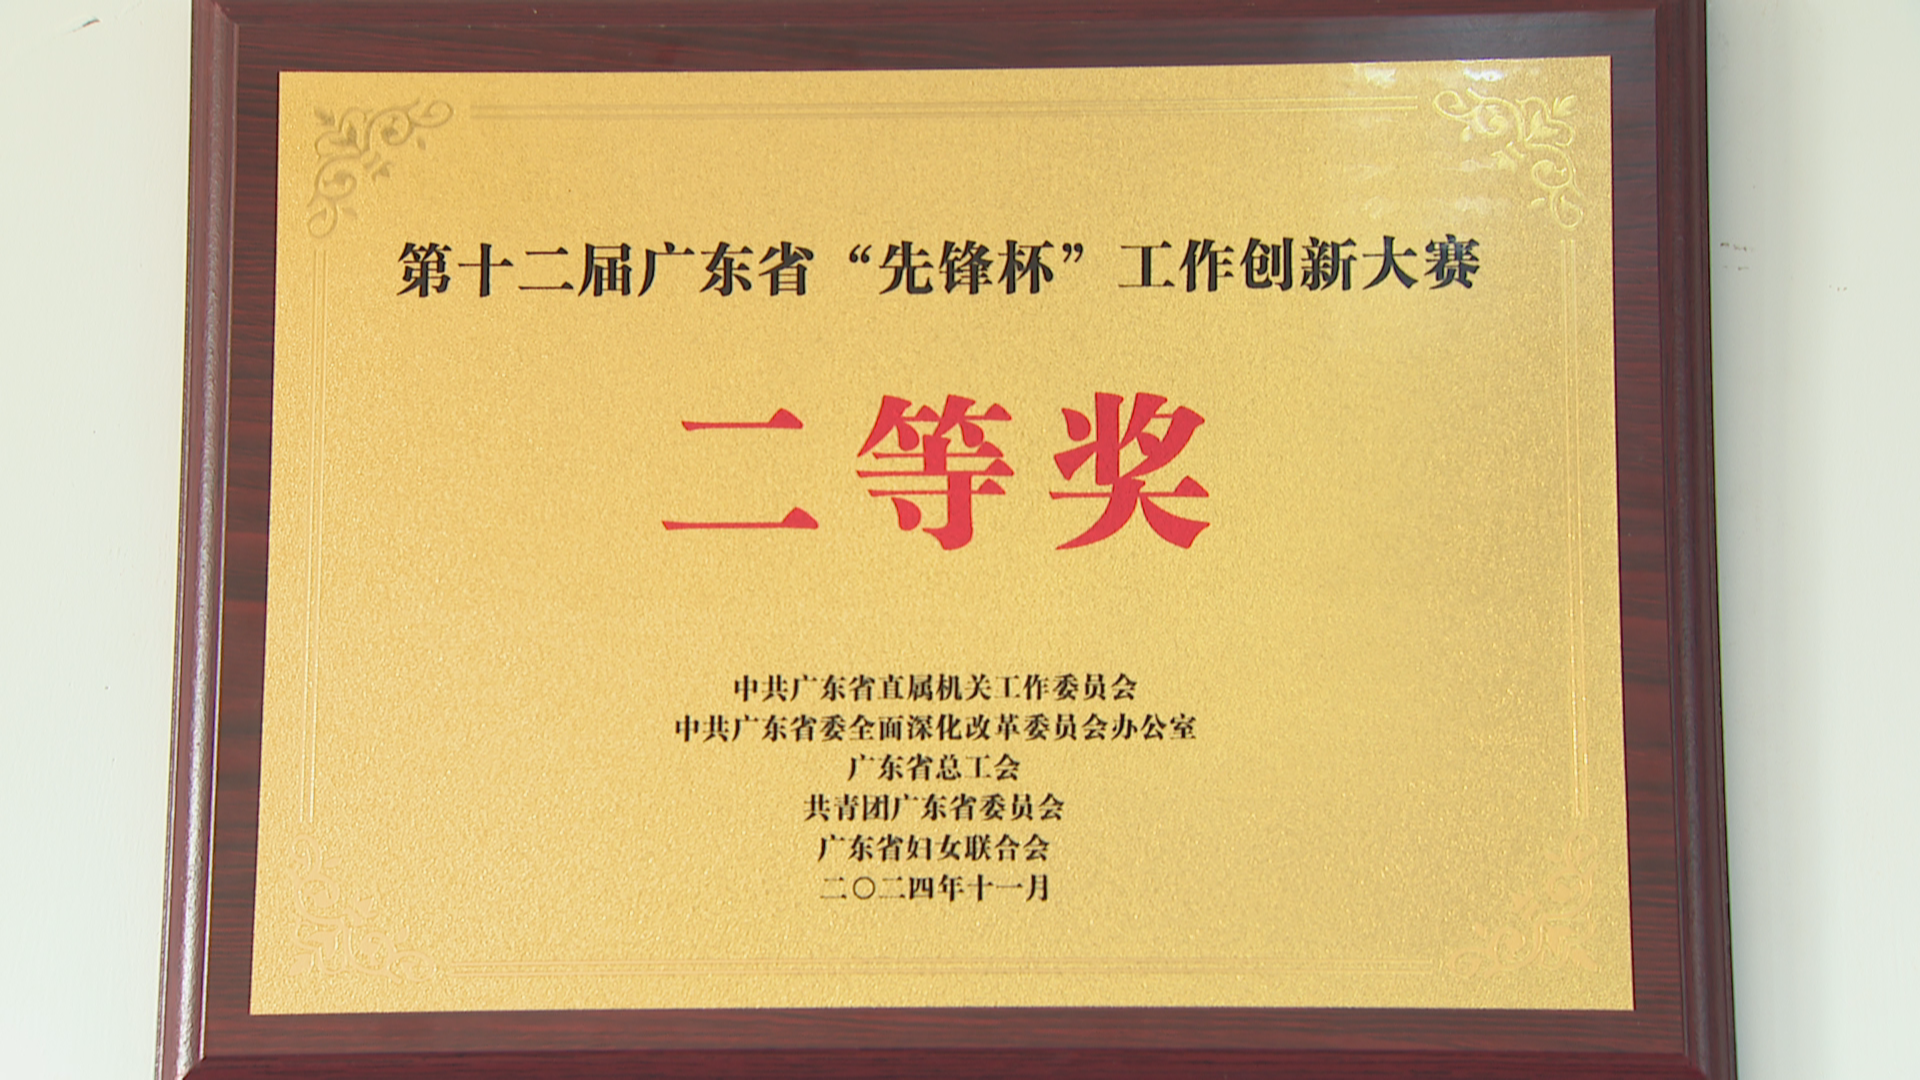 第十二届广东省“先锋杯”工作创新大赛
二等奖
中共广东省直属机关工作委员会
中共广东省委全面深化改革委员会办公室
广东省总工会
共青团广东省委员会
广东省妇女联合会
二〇二四年十一月